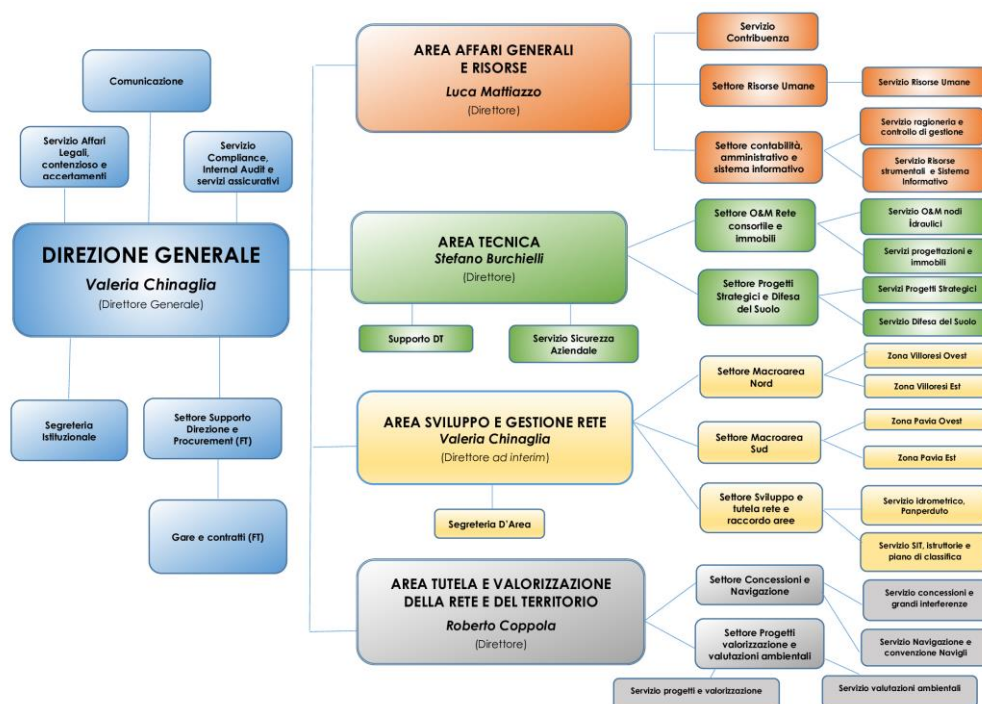 Comunicazione
Servizio Affari
Legali,
contenzioso e
accertamenti
Servizio
Compliance,
Internal Audit e
servizi assicurativi
DIREZIONE GENERALE
Valeria Chinaglia
(Direttore Generale)
Segreteria
Istituzionale
Settore Supporto
Direzione e
Procurement (FT)
Gare e contratti (FT)
AREA AFFARI GENERALI
E RISORSE
Luca Mattiazzo
(Direttore)
Servizio
Contribuenza
Settore Risorse Umane
Servizio Risorse Umane
Settore contabilità,
amministrativo e
sistema informativo
Servizio ragioneria e
controllo di gestione
Servizio Risorse
strumentali e Sistema
Informativo
AREA TECNICA
Stefano Burchielli
(Direttore)
Supporto DT
Servizio Sicurezza
Aziendale
Settore O&M Rete
consortile e
immobili
Servizio O&M nodi
Idraulici
Servizi progettazioni e
immobili
Settore Progetti
Strategici e Difesa
del Suolo
Servizi Progetti Strategici
Servizio Difesa del Suolo
AREA SVILUPPO E GESTIONE RETE
Valeria Chinaglia
(Direttore ad interim)
Segreteria D'Area
Settore Macroarea
Nord
Zona Villoresi Ovest
Zona Villoresi Est
Settore Macroarea
Sud
Zona Pavia Ovest
Zona Pavia Est
Settore Sviluppo e
tutela rete e
raccordo aree
Servizio idrometrico,
Panperduto
Servizio SIT, istruttorie e
piano di classifica
AREA TUTELA E VALORIZZAZIONE
DELLA RETE E DEL TERRITORIO
Roberto Coppola
(Direttore)
Settore Concessioni e
Navigazione
Servizio concessioni e
grandi interferenze
Servizio Navigazione e
convenzione Navigli
Settore Progetti
valorizzazione e
valutazioni ambientali
Servizio progetti e valorizzazione
Servizio valutazioni ambientali